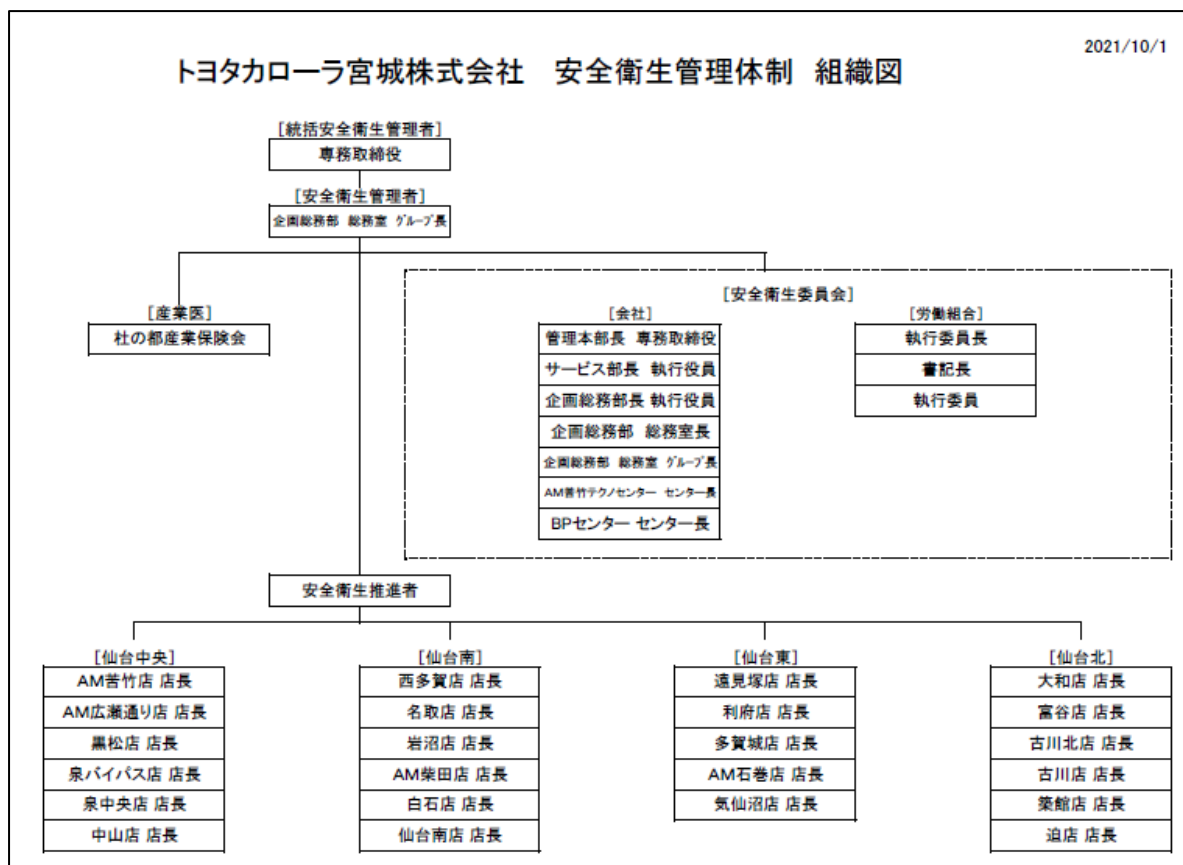 2021/10/1
トヨタカローラ宮城株式会社　安全衛生管理体制 組織図
[統括安全衛生管理者]
専務取締役
[安全衛生管理者]
企画総務部 総務室 グループ長
[産業医]
杜の都産業保険会
[安全衛生委員会]
[会社]
管理本部長 専務取締役
サービス部長 執行役員
企画総務部長 執行役員
企画総務部 総務室長
企画総務部 総務室 グループ長
AM苦竹テクノセンター センター長
BPセンター センター長
[労働組合]
執行委員長
書記長
執行委員
安全衛生推進者
[仙台中央]
AM苦竹店 店長
AM広瀬通り店 店長
黒松店 店長
泉バイパス店 店長
泉中央店 店長
中山店 店長
[仙台南]
西多賀店 店長
名取店 店長
岩沼店 店長
AM柴田店 店長
白石店 店長
仙台南店 店長
[仙台東]
遠見塚店 店長
利府店 店長
多賀城店 店長
AM石巻店 店長
気仙沼店 店長
[仙台北]
大和店 店長
富谷店 店長
古川北店 店長
古川店 店長
築館店 店長
迫店 店長